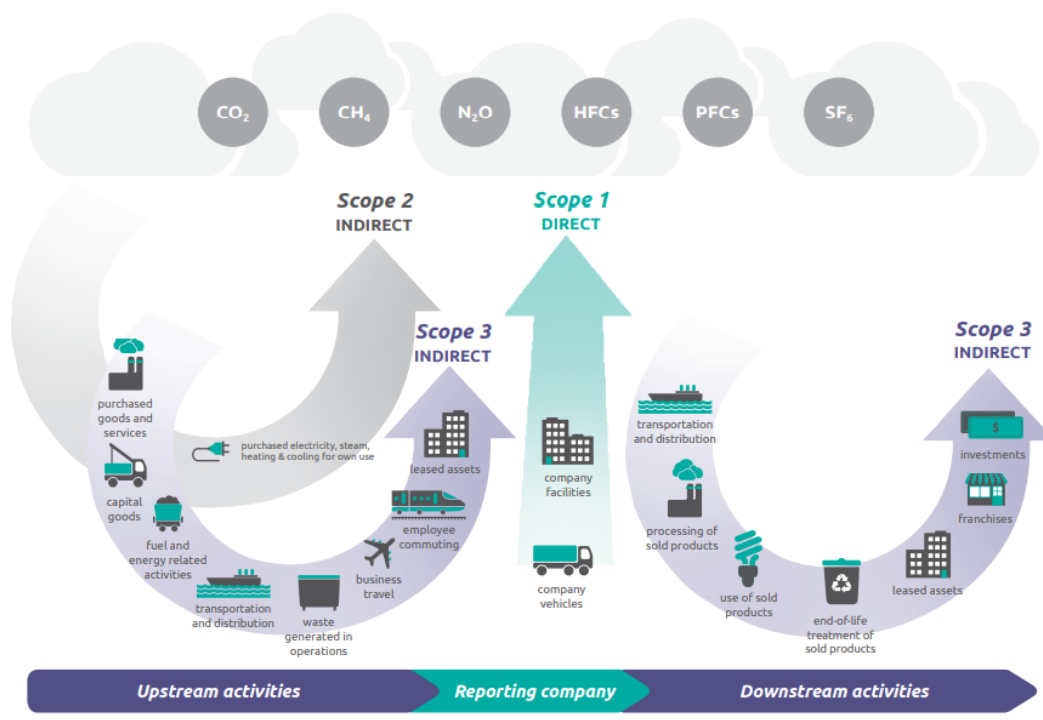 CO₂
CH₄
N₂O
HFCs
PFCs
SF₆
Scope 2
INDIRECT
Scope 1
DIRECT
Scope 3
INDIRECT
Scope 3
INDIRECT
purchased
goods and
services
capital
goods
fuel and
energy related
activities
transportation
and distribution
waste
generated in
operations
business
travel
employee
commuting
leased assets
purchased electricity, steam,
heating & cooling for own use
company
facilities
company
vehicles
transportation
and distribution
processing of
sold products
use of sold
products
end-of-life
treatment of
sold products
leased assets
franchises
$
investments
Upstream activities
Reporting company
Downstream activities